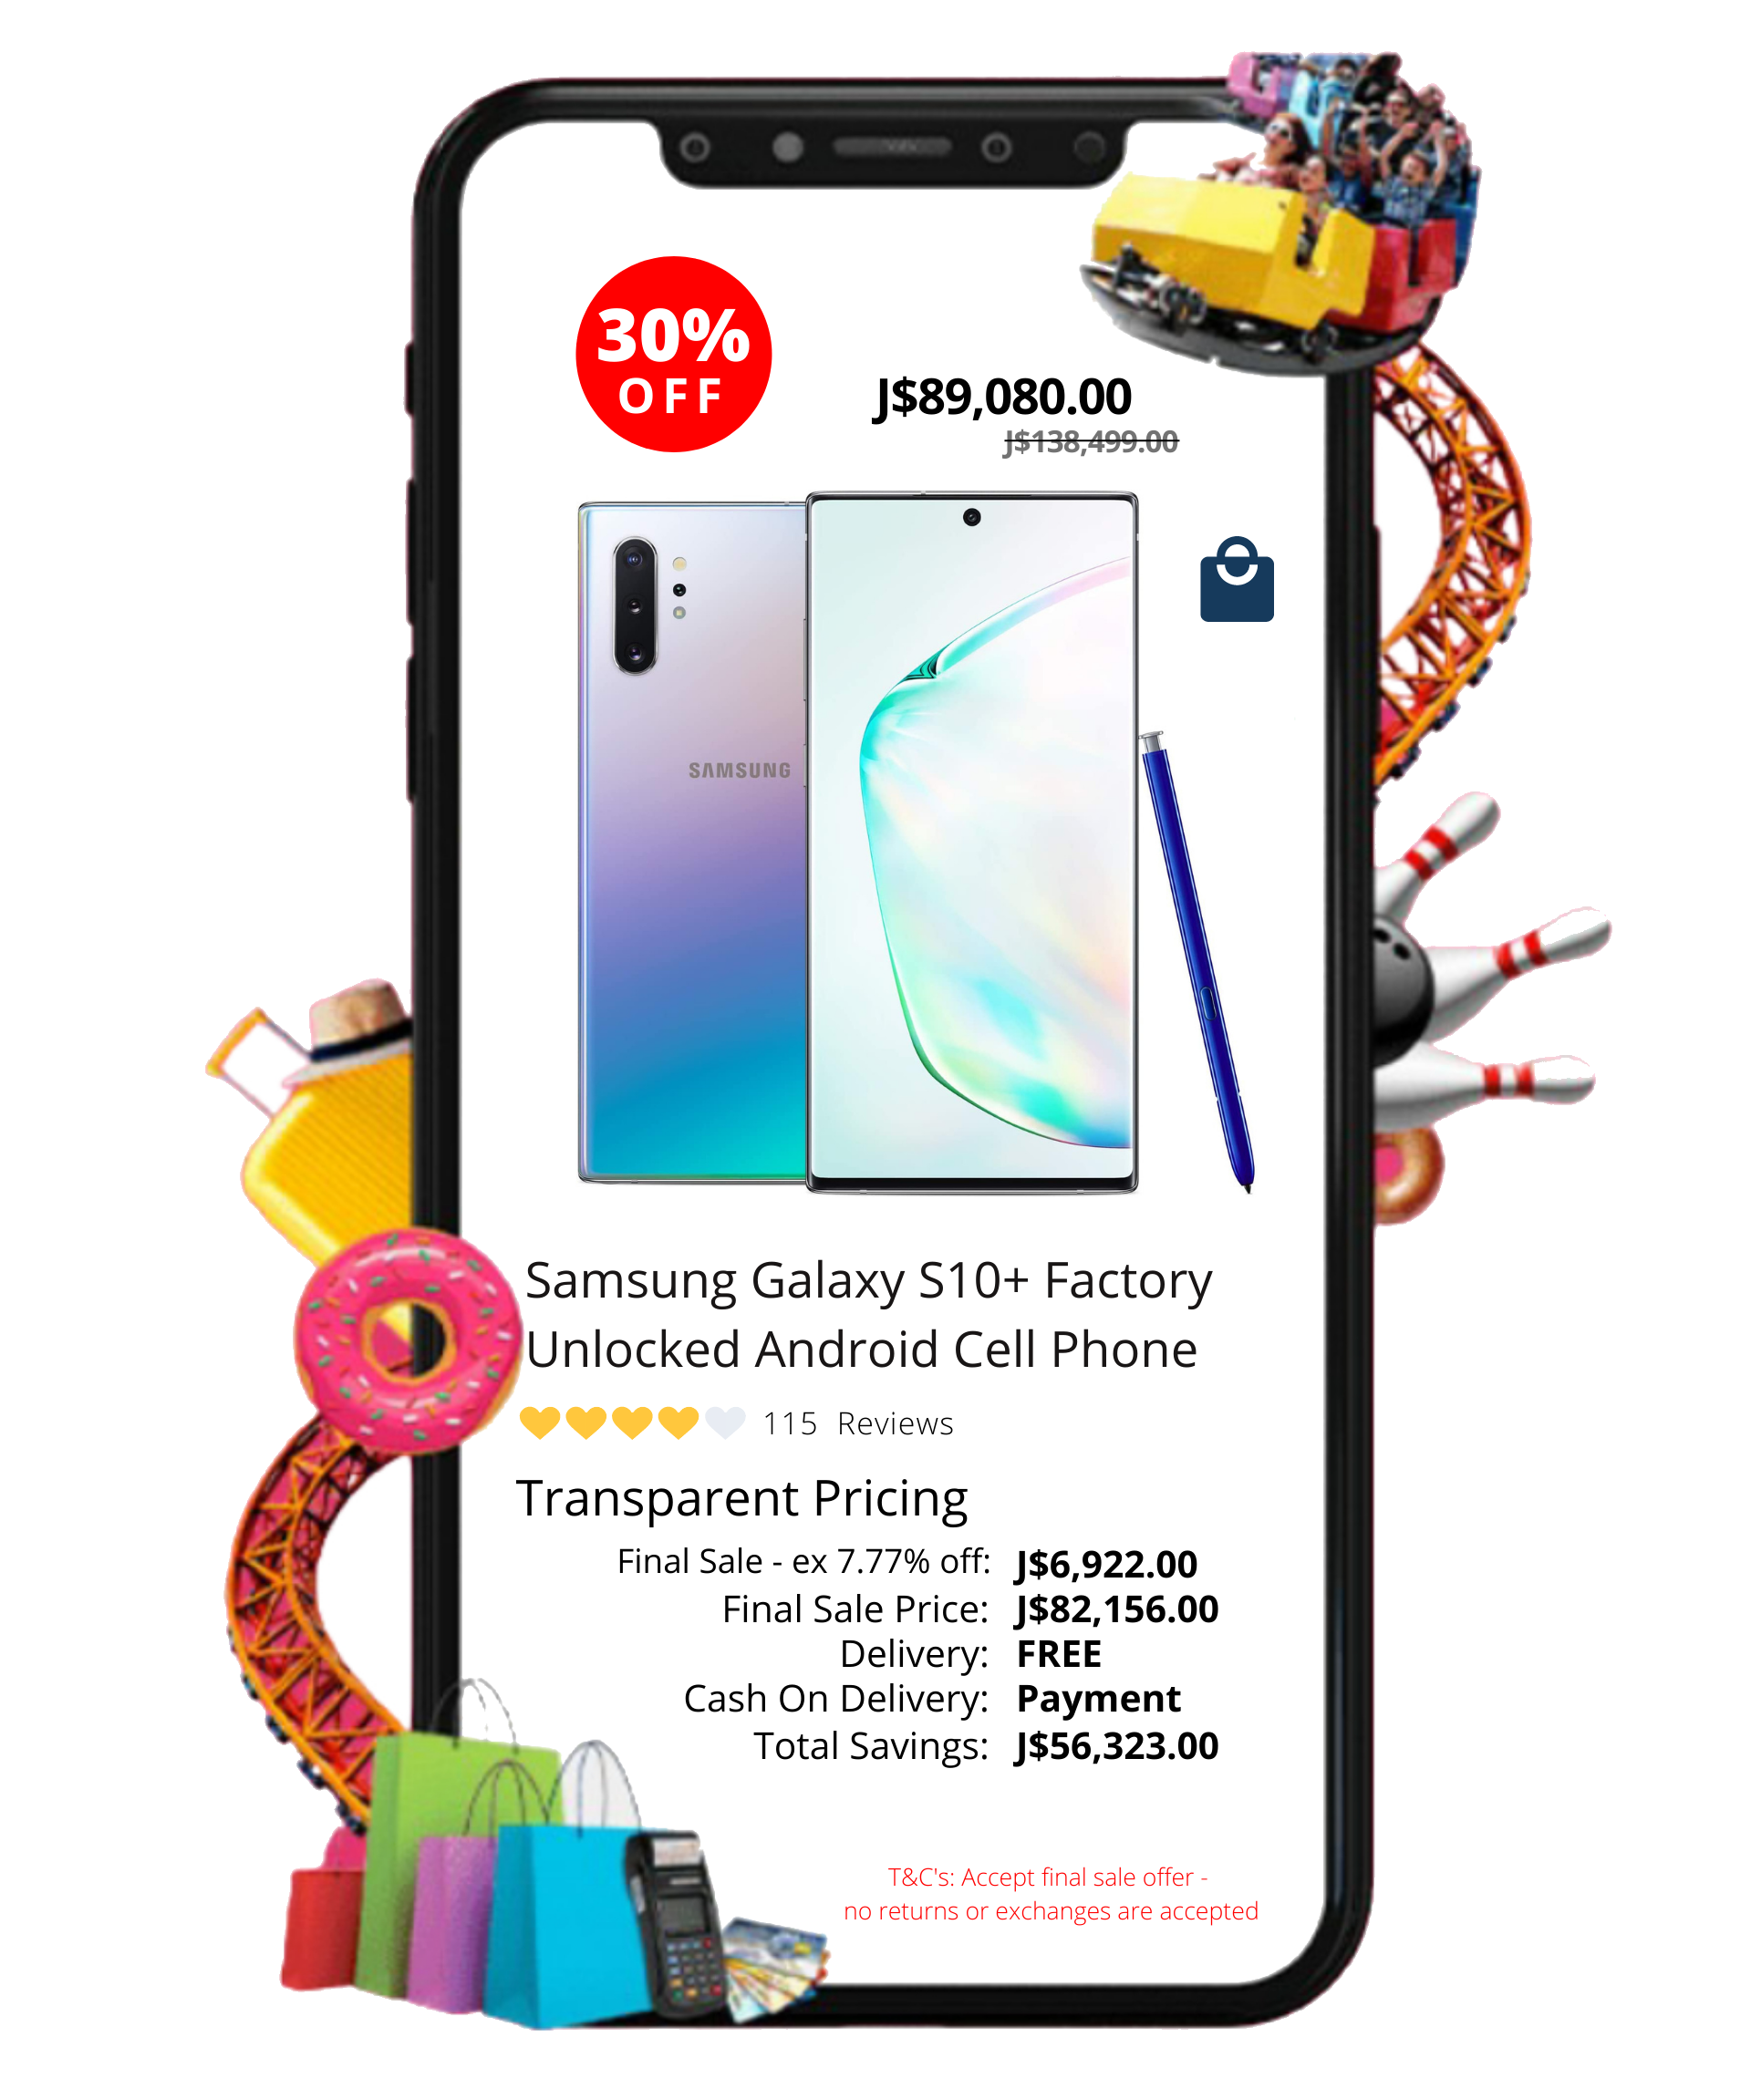 30%
OFF
J$89,080.00
J$138,499.00
SAMSUNG
Samsung Galaxy S10+ Factory
Unlocked Android Cell Phone
115 Reviews
Transparent Pricing
Final Sale - ex 7.77% off: J$6,922.00
Final Sale Price: J$82,156.00
Delivery: FREE
Cash On Delivery: Payment
Total Savings: J$56,323.00
T&C's: Accept final sale offer -
no returns or exchanges are accepted